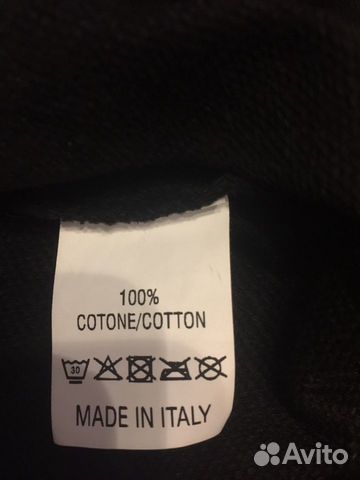 100%
COTONE/COTTON
30
MADE IN ITALY
Avito